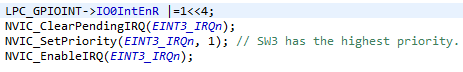 LPC_GPIOINT->IO0IntEnR |=1<<4;
NVIC_ClearPendingIRQ(EINT3_IRQn);
NVIC_SetPriority(EINT3_IRQn, 1); // SW3 has the highest priority.
NVIC_EnableIRQ(EINT3_IRQn);